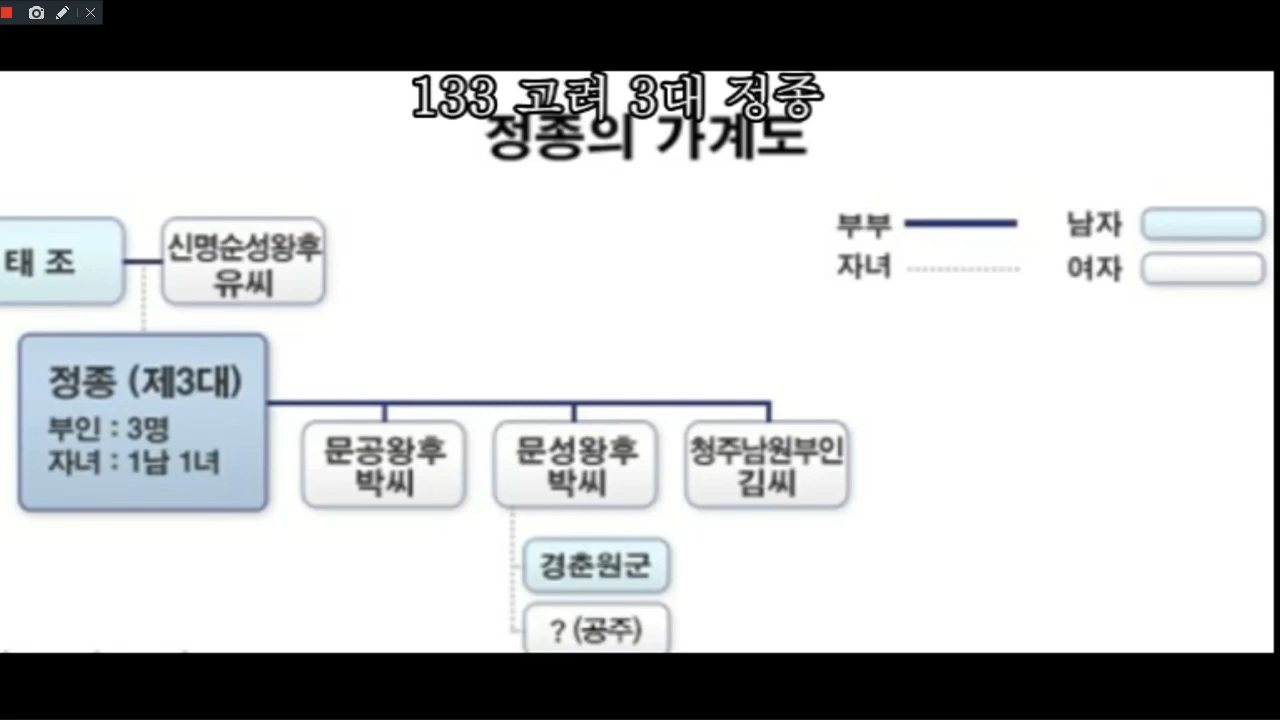 133 고려 3대 정종
정종의 가계도
부부
남자
자녀
여자
태조
신명순성왕후
유씨
정종 (제3대)
부인 : 3명
자녀 : 1남 1녀
문공왕후
박씨
문성왕후
박씨
청주남원부인
김씨
경춘원군
? (공주)